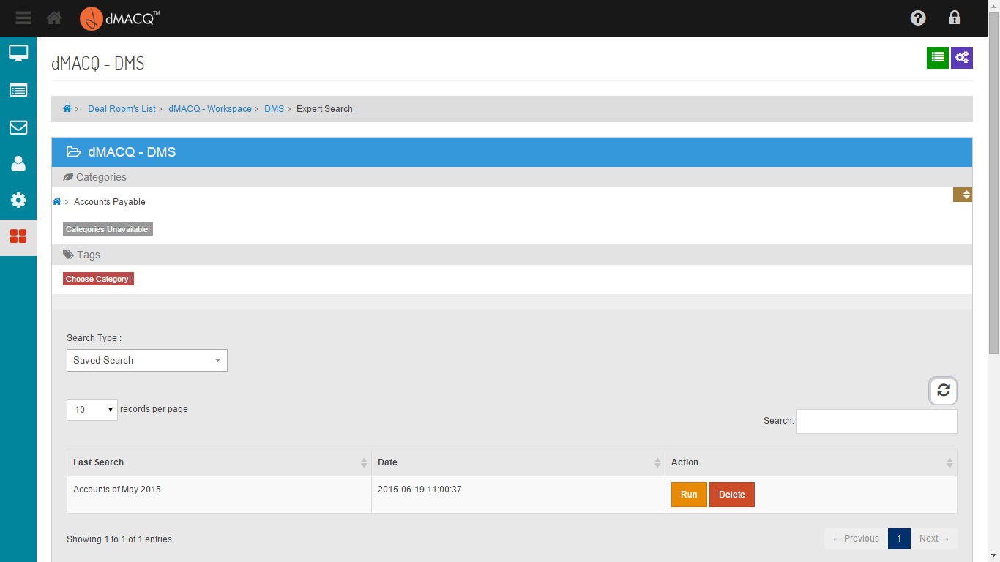 dMACQ™
dMACQ - DMS
Deal Room's List › dMACQ - Workspace › DMS › Expert Search
dMACQ - DMS
Categories
Accounts Payable
Categories Unavailable!
Tags
Choose Category!
Search Type :
Saved Search
10 records per page
Search:
Last Search Date Action
Accounts of May 2015 2015-06-19 11:00:37 Run Delete
Showing 1 to 1 of 1 entries ← Previous 1 Next →